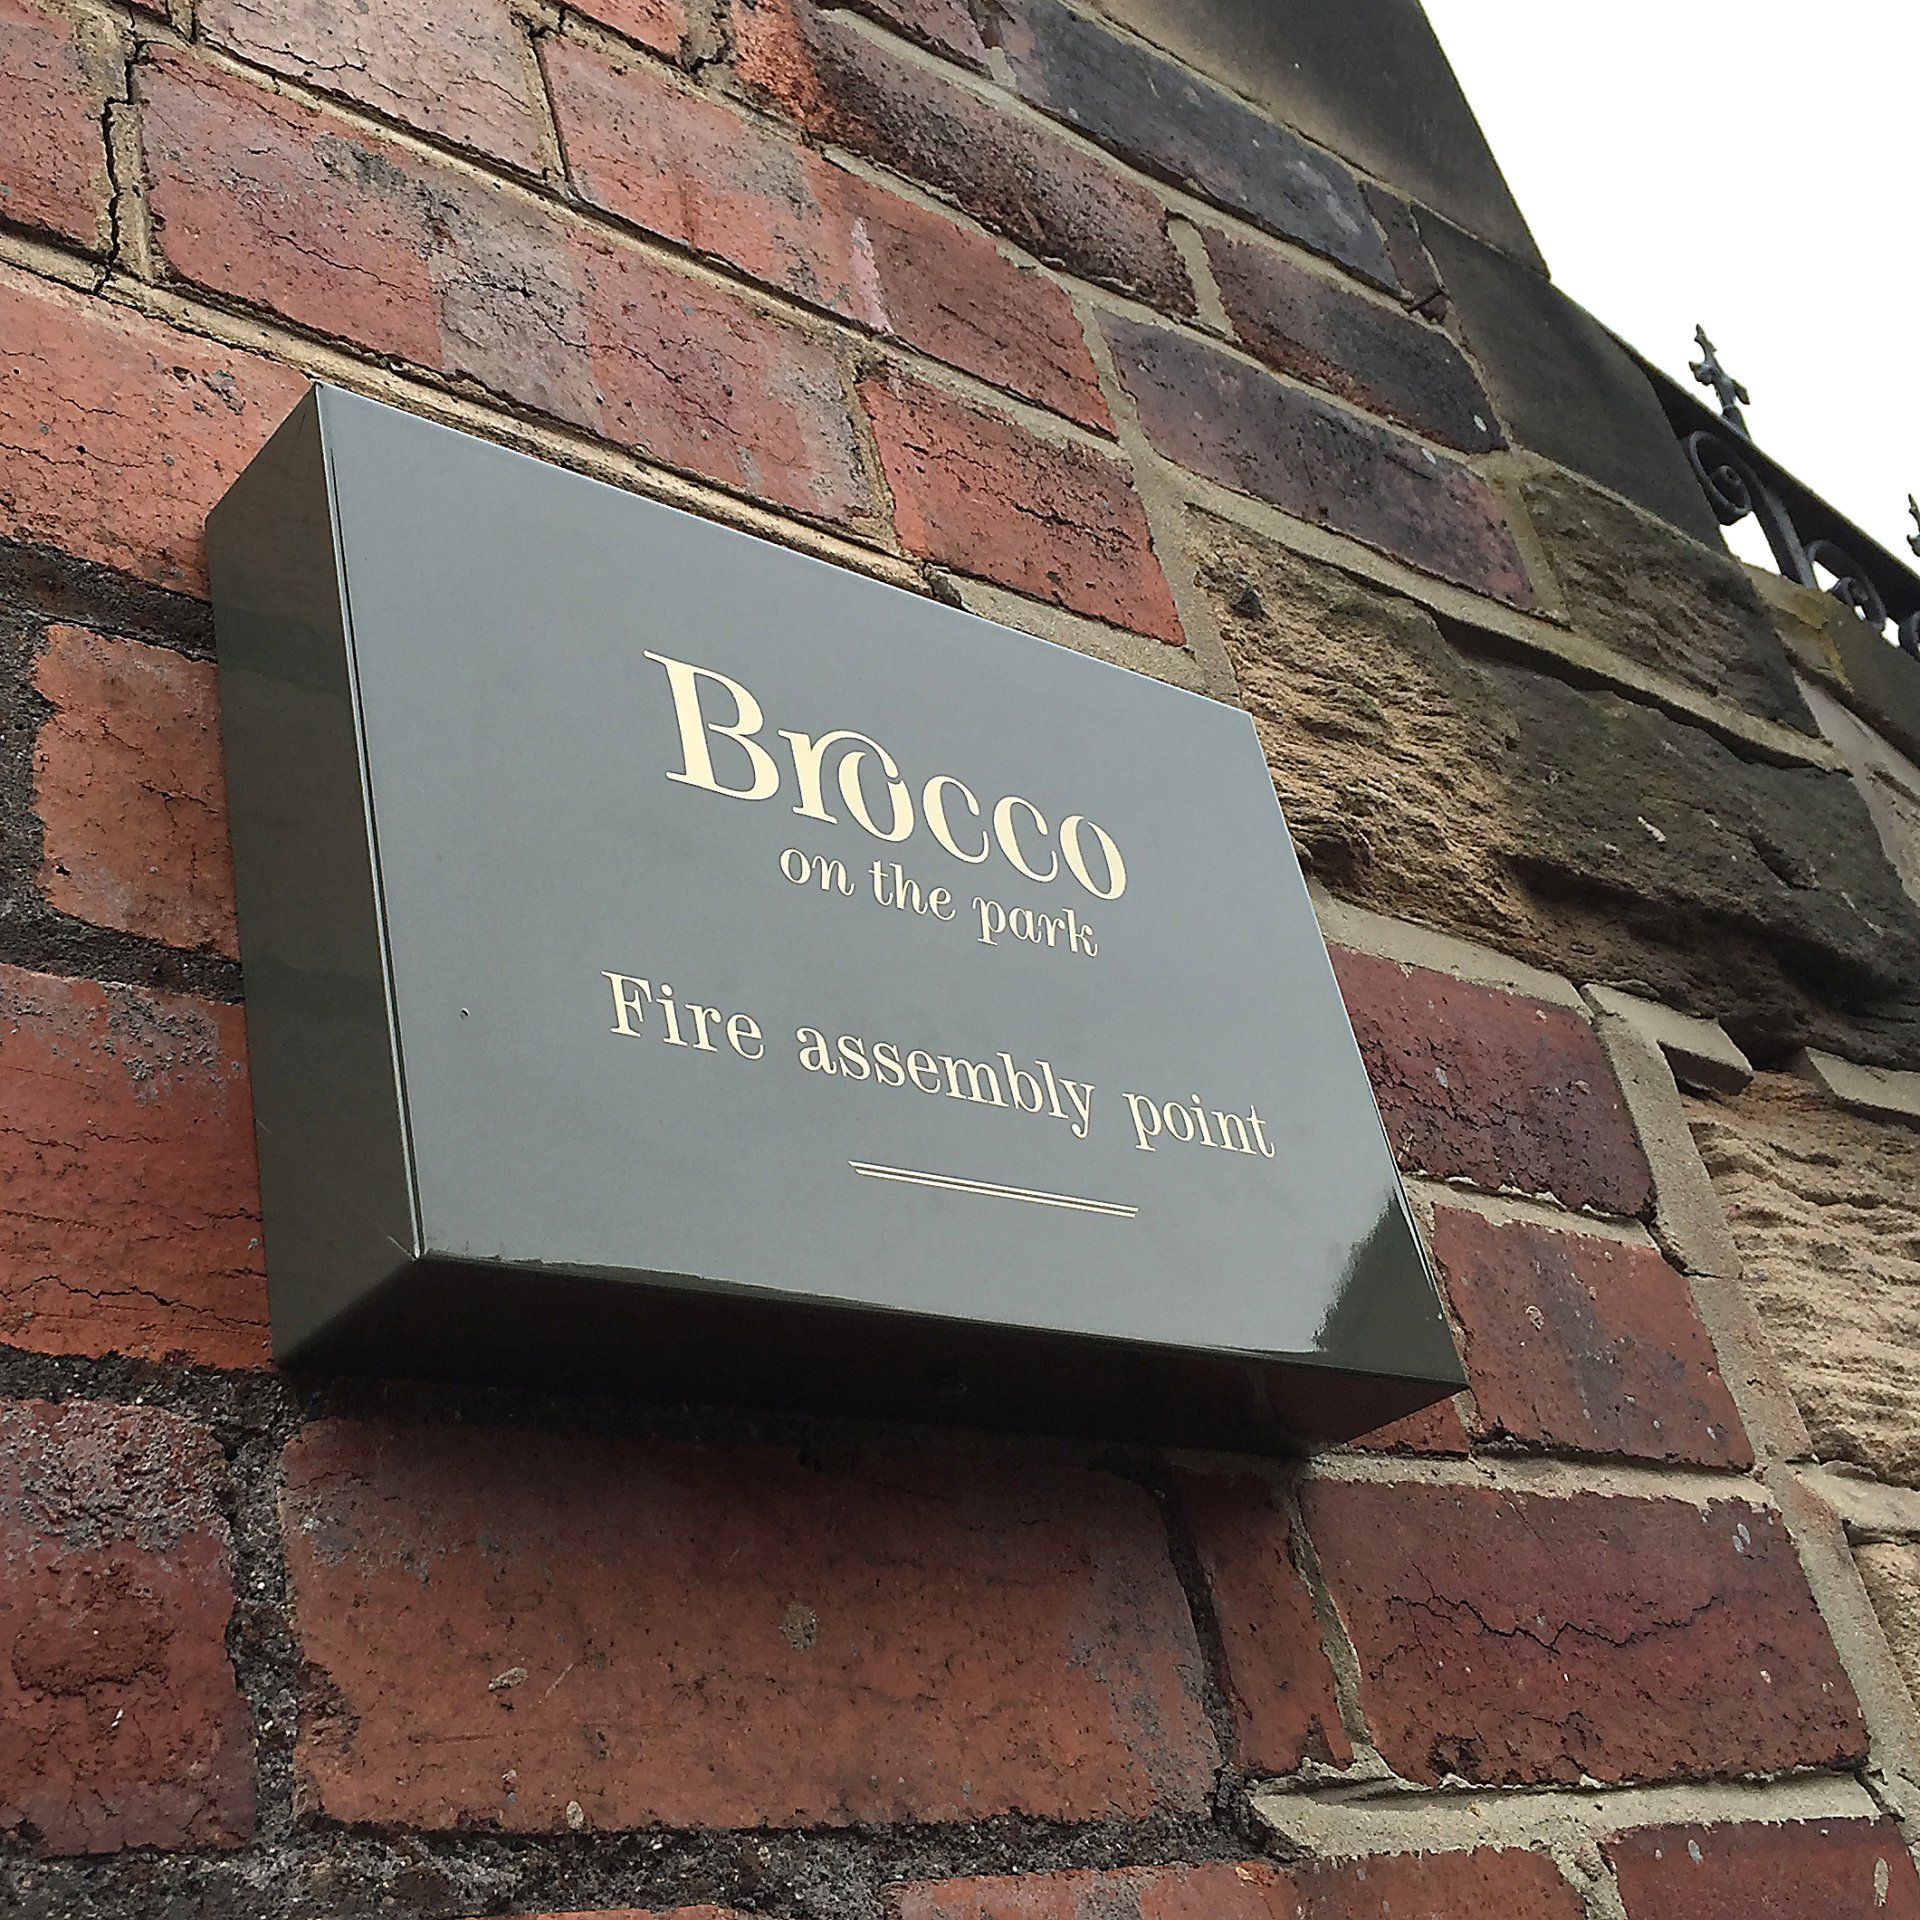 Brocco
on the park
Fire assembly point